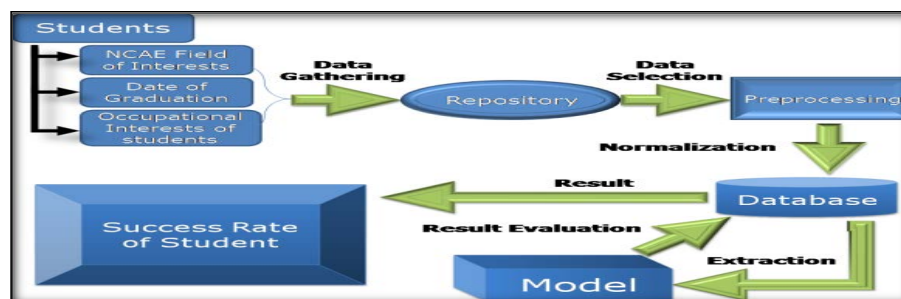 Students
NCAE Field
of Interests
Date of
Graduation
Occupational
Interests of
students
Data
Gathering
Repository
Data
Selection
Preprocessing
Normalization
Database
Result
Success Rate
of Student
Result Evaluation
Model
Extraction